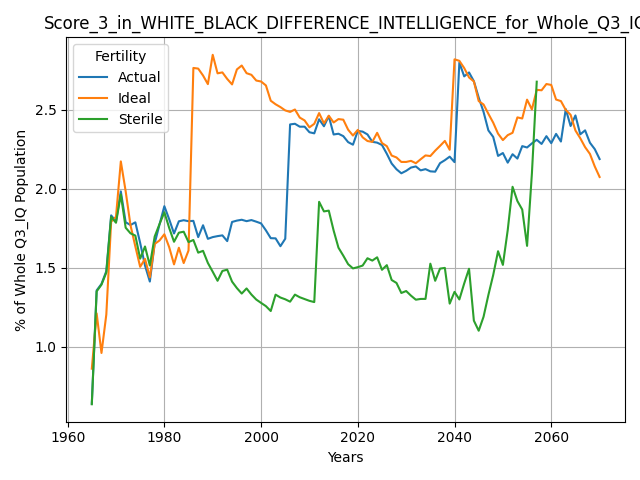 Score_3_in_WHITE_BLACK_DIFFERENCE_INTELLIGENCE_for_Whole_Q3_IQ
Fertility
Actual
Ideal
Sterile
% of Whole Q3_IQ Population
2.5
2.0
1.5
1.0
1960 1980 2000 2020 2040 2060
Years